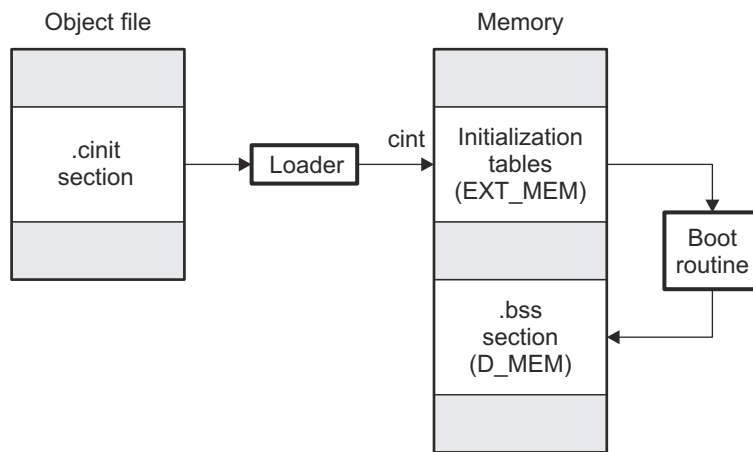 Object file
Memory
.cinit
section
Loader
cint
Initialization
tables
(EXT_MEM)
Boot
routine
.bss
section
(D_MEM)